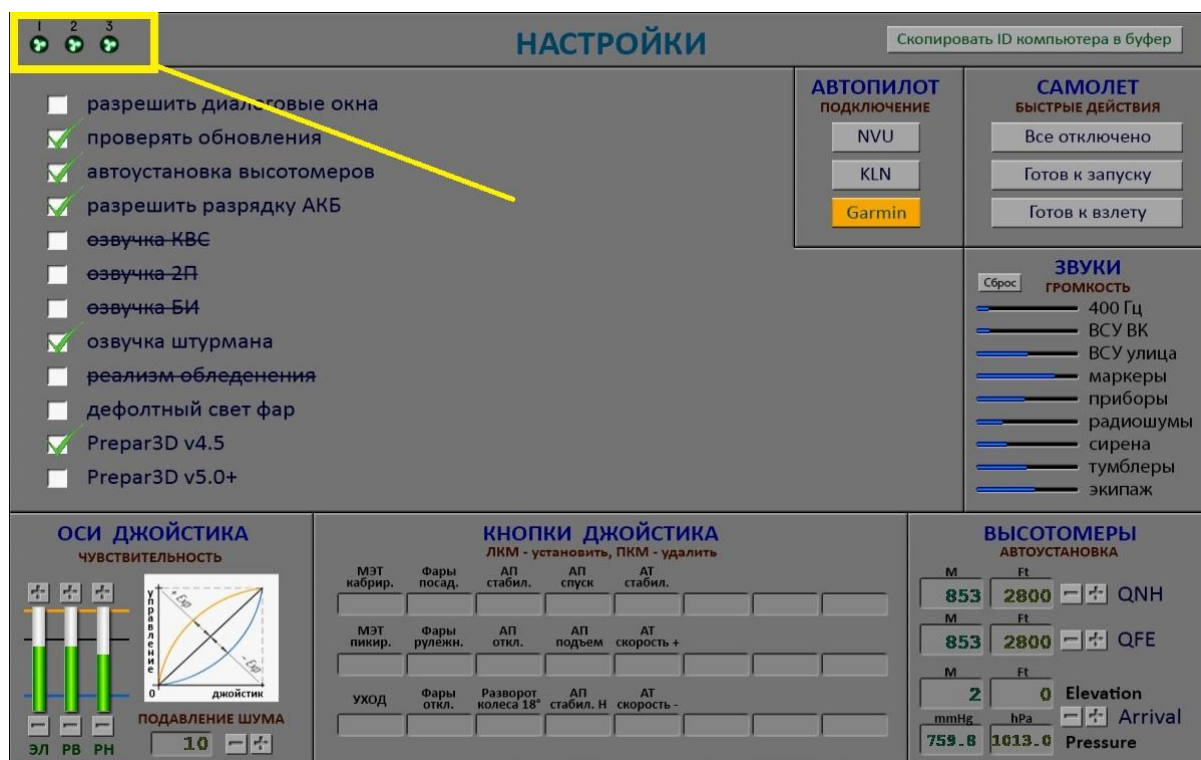 1 2 3
НАСТРОЙКИ
Скопировать ID компьютера в буфер
разрешить диалоговые окна
проверять обновления
автоустановка высотомеров
разрешить разрядку АКБ
озвучка КВС
озвучка 2П
озвучка БИ
озвучка штурмана
реализм обледенения
дефолтный свет фар
Prepar3D v4.5
Prepar3D v5.0+
АВТОПИЛОТ
ПОДКЛЮЧЕНИЕ
NVU
KLN
Garmin
САМОЛЕТ
БЫСТРЫЕ ДЕЙСТВИЯ
Все отключено
Готов к запуску
Готов к взлету
ЗВУКИ
Сброс ГРОМКОСТЬ
400 Гц
ВСУ ВК
ВСУ улица
маркеры
приборы
радиошумы
сирена
тумблеры
экипаж
ОСИ ДЖОЙСТИКА
ЧУВСТВИТЕЛЬНОСТЬ
управление
+ Exp
- Exp
0 джойстик
ПОДАВЛЕНИЕ ШУМА
10
ЭЛ РВ РН
КНОПКИ ДЖОЙСТИКА
ЛКМ - установить, ПКМ - удалить
МЭТ Фары АП АП АТ
кабрир. посад. стабил. спуск стабил.
МЭТ Фары АП АП АТ
пикир. рулежн. откл. подъем скорость +
УХОД Фары Разворот АП АТ
откл. колеса 18° стабил. Н скорость -
ВЫСОТОМЕРЫ
АВТОУСТАНОВКА
M Ft
853 2800 QNH
M Ft
853 2800 QFE
M Ft
2 0 Elevation
Arrival
mmHg hPa
759.8 1013.0 Pressure